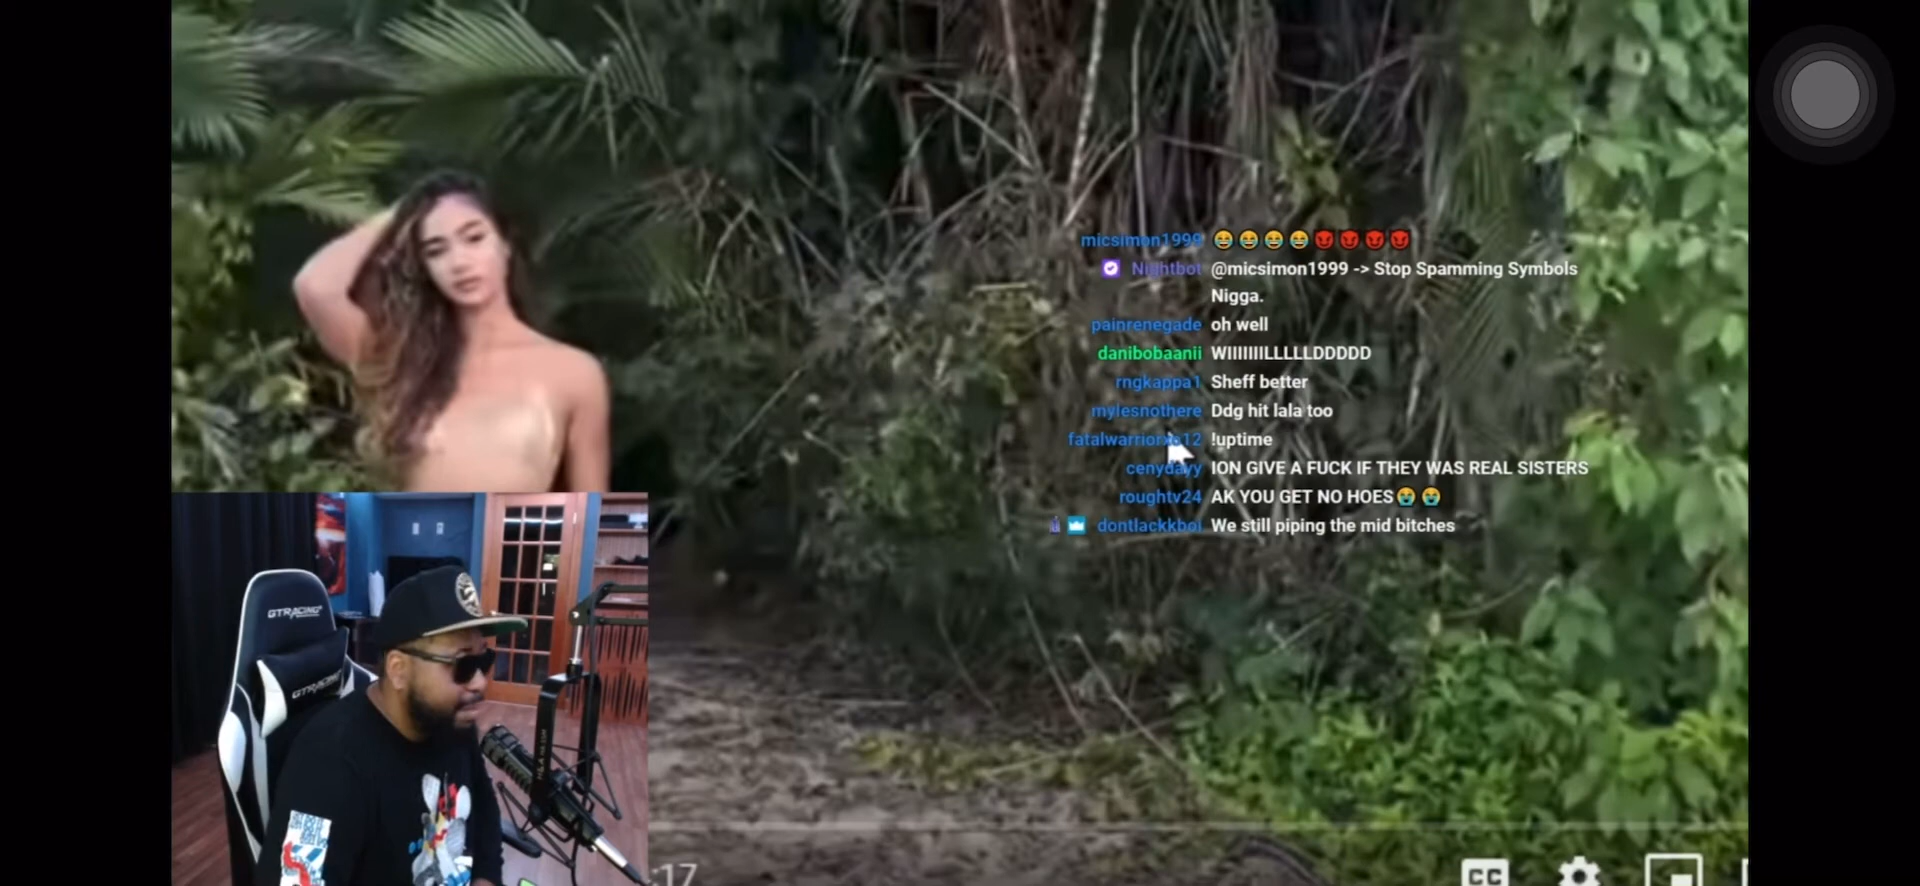 micsimon1999 😂😂😂😂👿👿👿👿
Nightbot @micsimon1999 -> Stop Spamming Symbols
Nigga.
painrenegade oh well
danibobaanii WIIIIIIILLLLLDDDDD
rngkappa1 Sheff better
mylesnothere Ddg hit lala too
!uptime
cenydayy ION GIVE A FUCK IF THEY WAS REAL SISTERS
roughtv24 AK YOU GET NO HOES😭😭
dontlackkboi We still piping the mid bitches
GTRACING
GTRACING
:17
CC